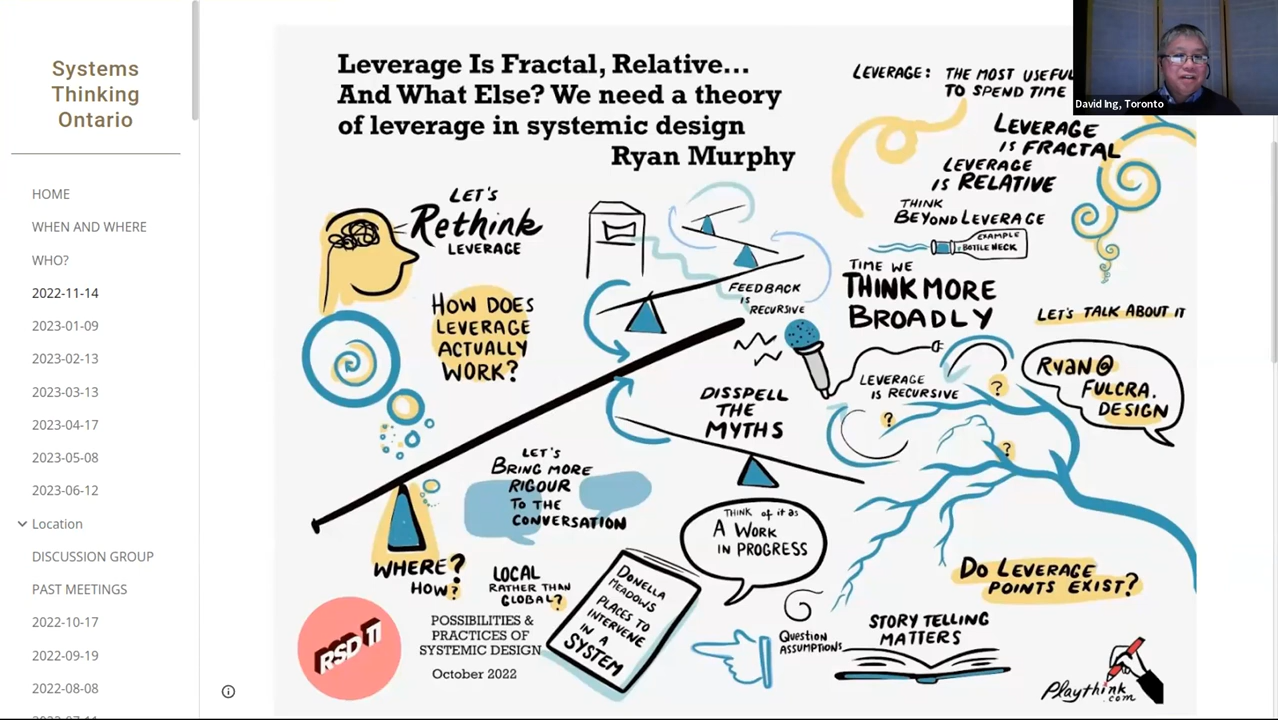 Systems
Thinking
Ontario
HOME
WHEN AND WHERE
WHO?
2022-11-14
2023-01-09
2023-02-13
2023-03-13
2023-04-17
2023-05-08
2023-06-12
Location
DISCUSSION GROUP
PAST MEETINGS
2022-10-17
2022-09-19
2022-08-08
Leverage Is Fractal, Relative...
And What Else? We need a theory
of leverage in systemic design
Ryan Murphy
LET'S
Rethink
LEVERAGE
HOW DOES
LEVERAGE
ACTUALLY
WORK?
FEEDBACK
IS
RECURSIVE
DISSPELL
THE
MYTHS
LET'S
BRING MORE
RIGOUR
TO THE
CONVERSATION
WHERE?
HOW?
LOCAL
RATHER THAN
GLOBAL?
THINK of it as
A WORK
IN PROGRESS
DONELLA
MEADOWS
PLACES TO
INTERVENE
IN A
SYSTEM
RSD 11
POSSIBILITIES &
PRACTICES OF
SYSTEMIC DESIGN
October 2022
LEVERAGE: THE MOST USEFUL
TO SPEND TIME
LEVERAGE
IS FRACTAL
LEVERAGE
IS RELATIVE
THINK
BEYOND LEVERAGE
EXAMPLE
BOTTLE NECK
TIME WE
THINK MORE
BROADLY
LET'S TALK ABOUT IT
RYAN@
FULCRA.
DESIGN
LEVERAGE
IS RECURSIVE
?
?
?
DO LEVERAGE
POINTS EXIST?
QUESTION
ASSUMPTIONS
STORY TELLING
MATTERS
Playthink
.com
David Ing, Toronto